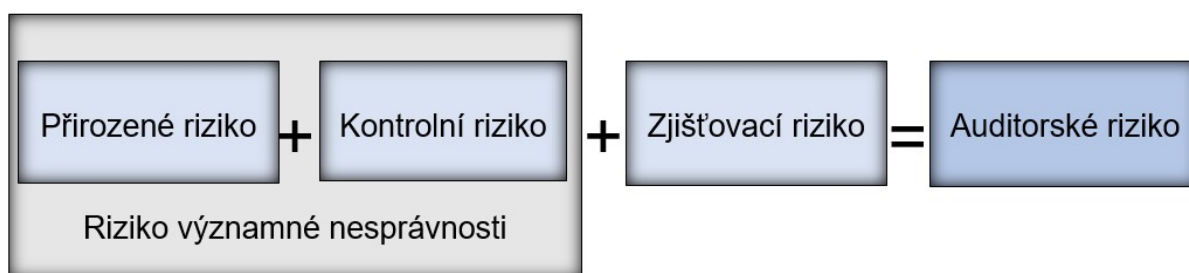 Přirozené riziko + Kontrolní riziko + Zjišťovací riziko = Auditorské riziko
Riziko významné nesprávnosti